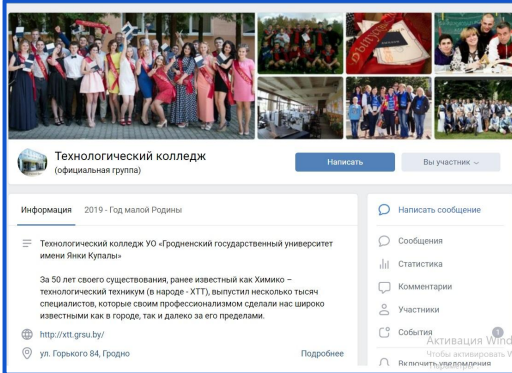 Технологический колледж
(официальная группа)
Написать
Вы участник
Информация
2019 - Год малой Родины
Технологический колледж УО «Гродненский государственный университет
имени Янки Купалы»
За 50 лет своего существования, ранее известный как Химико –
технологический техникум (в народе - ХТТ), выпустил несколько тысяч
специалистов, которые своим профессионализмом сделали нас широко
известными как в городе, так и далеко за его пределами.
http://xtt.grsu.by/
ул. Горького 84, Гродно
Подробнее
Написать сообщение
Сообщения
Статистика
Комментарии
Участники
События
Активация Wind
Чтобы активировать W
Включить уведомления